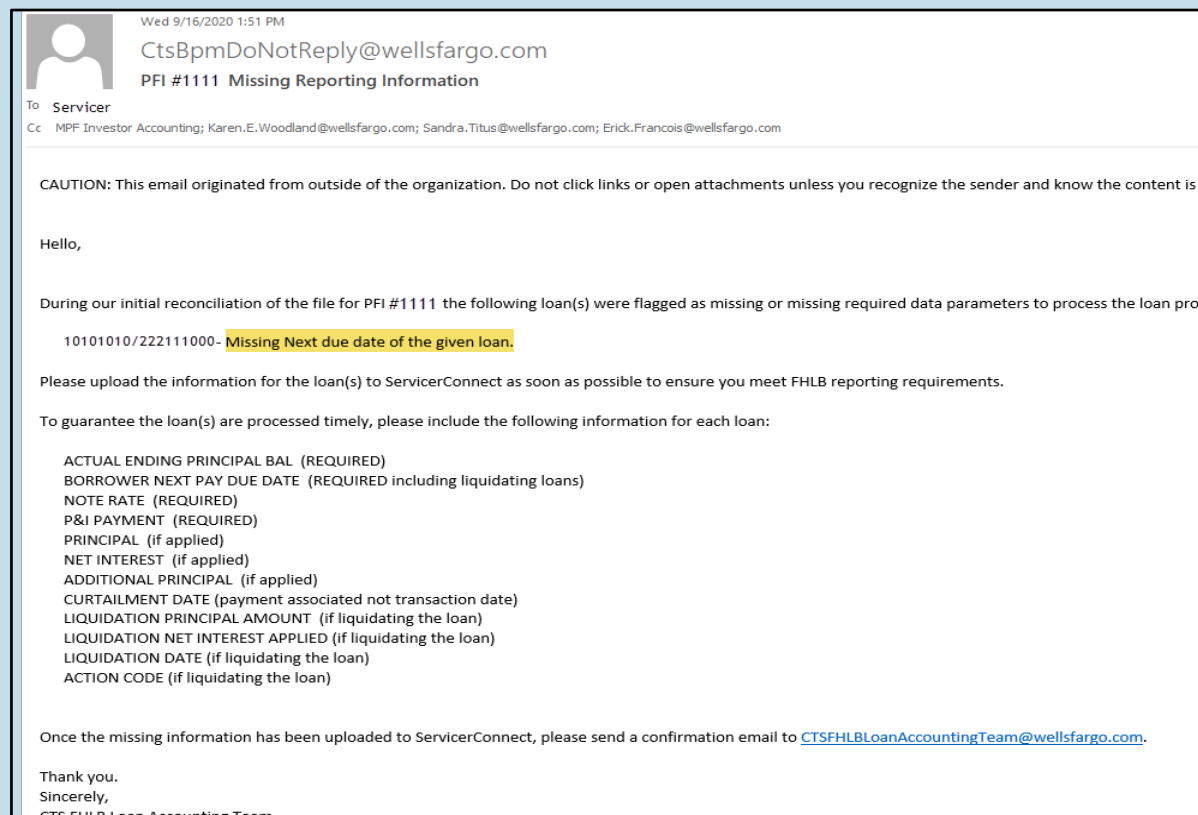 Wed 9/16/2020 1:51 PM
CtsBpmDoNotReply@wellsfargo.com
PFI #1111 Missing Reporting Information
To Servicer
Cc MPF Investor Accounting; Karen.E.Woodland@wellsfargo.com; Sandra.Titus@wellsfargo.com; Erick.Francois@wellsfargo.com
CAUTION: This email originated from outside of the organization. Do not click links or open attachments unless you recognize the sender and know the content is
Hello,
During our initial reconciliation of the file for PFI #1111 the following loan(s) were flagged as missing or missing required data parameters to process the loan pro
10101010/222111000- Missing Next due date of the given loan.
Please upload the information for the loan(s) to ServicerConnect as soon as possible to ensure you meet FHLB reporting requirements.
To guarantee the loan(s) are processed timely, please include the following information for each loan:
ACTUAL ENDING PRINCIPAL BAL (REQUIRED)
BORROWER NEXT PAY DUE DATE (REQUIRED including liquidating loans)
NOTE RATE (REQUIRED)
P&I PAYMENT (REQUIRED)
PRINCIPAL (if applied)
NET INTEREST (if applied)
ADDITIONAL PRINCIPAL (if applied)
CURTAILMENT DATE (payment associated not transaction date)
LIQUIDATION PRINCIPAL AMOUNT (if liquidating the loan)
LIQUIDATION NET INTEREST APPLIED (if liquidating the loan)
LIQUIDATION DATE (if liquidating the loan)
ACTION CODE (if liquidating the loan)
Once the missing information has been uploaded to ServicerConnect, please send a confirmation email to CTSFHLBLoanAccountingTeam@wellsfargo.com.
Thank you.
Sincerely,
CTS FHLB Loan Accounting Team